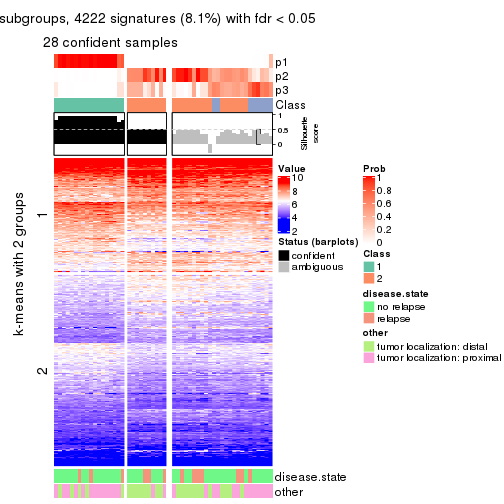 subgroups, 4222 signatures (8.1%) with fdr < 0.05
28 confident samples
p1
p2
p3
Class
1
0.5
0
Silhouette
score
k-means with 2 groups
1
2
Value
10
8
6
4
2
Status (barplots)
confident
ambiguous
Prob
1
0.8
0.6
0.4
0.2
0
Class
1
2
disease.state
no relapse
relapse
other
tumor localization: distal
tumor localization: proximal
disease.state
other